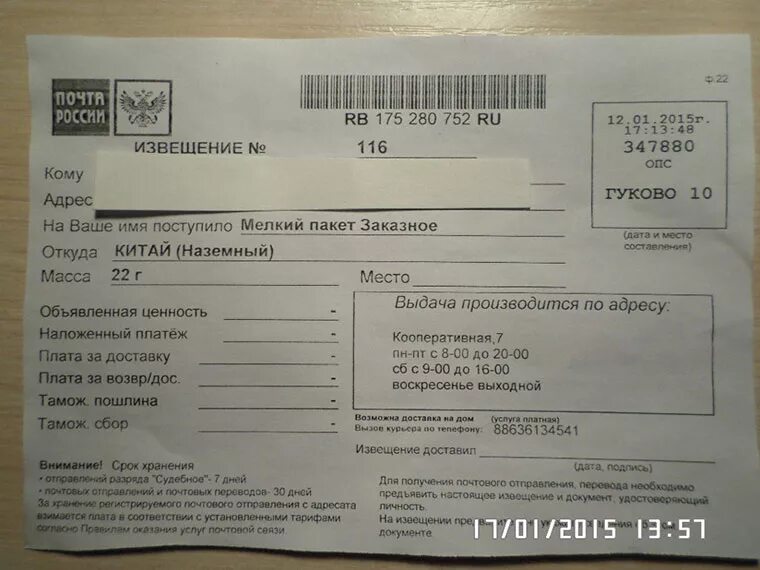 ф.22
ПОЧТА
РОССИИ
RB 175 280 752 RU
12.01.2015г.
17:13:48
347880
ОПС
ГУКОВО 10
(дата и место
составления)
ИЗВЕЩЕНИЕ № 116
Кому
Адрес
На Ваше имя поступило Мелкий пакет Заказное
Откуда КИТАЙ (Наземный)
Масса 22 г Место
Объявленная ценность -
Наложенный платёж -
Плата за доставку -
Плата за возвр/дос. -
Тамож. пошлина -
Тамож. сбор -
Выдача производится по адресу:
Кооперативная,7
пн-пт с 8-00 до 20-00
сб с 9-00 до 16-00
воскресенье выходной
Возможна доставка на дом (услуга платная)
Вызов курьера по телефону: 88636134541
Извещение доставил
(дата, подпись)
Внимание! Срок хранения
• отправлений разряда "Судебное"- 7 дней
• почтовых отправлений и почтовых переводов- 30 дней
За хранение регистрируемого почтового отправления с адресата
взимается плата в соответствии с установленными тарифами
согласно Правилам оказания услуг почтовой связи
Для получения почтового отправления, перевода необходимо
предъявить настоящее извещение и документ, удостоверяющий
личность.
На извещении
документе.
17/01/2015 13:57